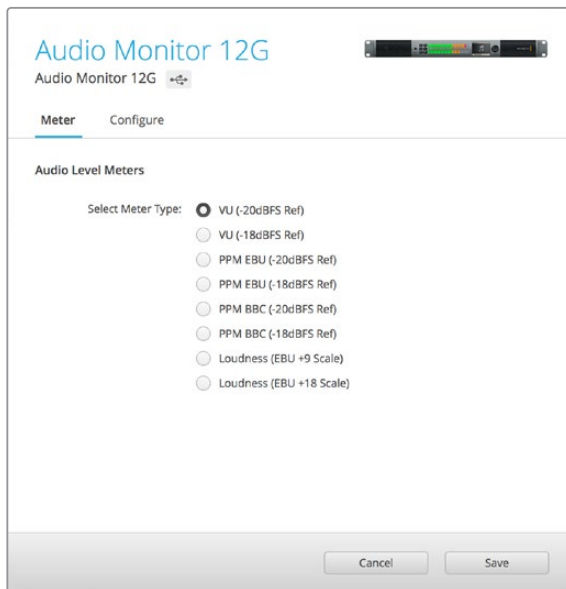 Audio Monitor 12G
Audio Monitor 12G
Meter Configure
Audio Level Meters
Select Meter Type: VU (-20dBFS Ref)
VU (-18dBFS Ref)
PPM EBU (-20dBFS Ref)
PPM EBU (-18dBFS Ref)
PPM BBC (-20dBFS Ref)
PPM BBC (-18dBFS Ref)
Loudness (EBU +9 Scale)
Loudness (EBU +18 Scale)
Cancel Save